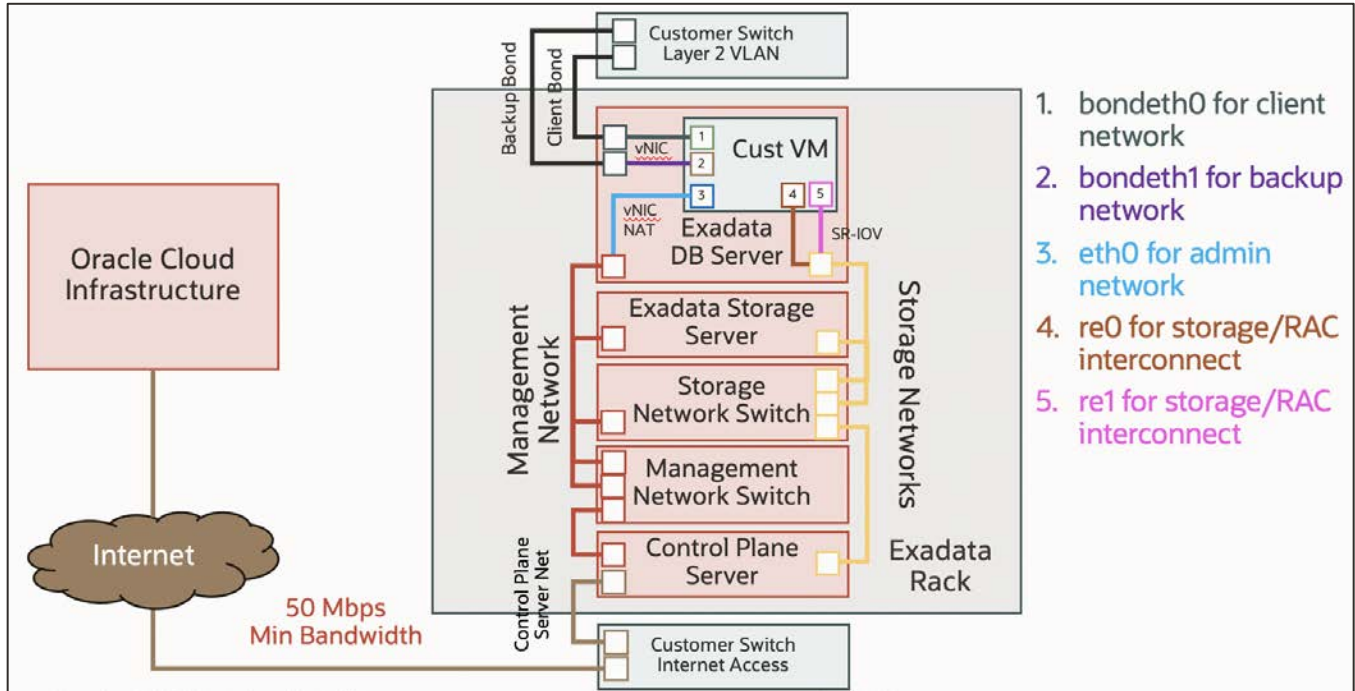 Customer Switch
Layer 2 VLAN
Backup Bond
Client Bond
vNIC
1
2
Cust VM
3
4
5
vNIC
NAT
SR-IOV
Exadata
DB Server
Exadata Storage
Server
Storage
Network Switch
Management
Network Switch
Control Plane
Server
Management
Network
Storage Networks
Exadata
Rack
Control Plane
Server Net
Customer Switch
Internet Access
Oracle Cloud
Infrastructure
Internet
50 Mbps
Min Bandwidth
1. bondeth0 for client
network
2. bondeth1 for backup
network
3. eth0 for admin
network
4. re0 for storage/RAC
interconnect
5. re1 for storage/RAC
interconnect